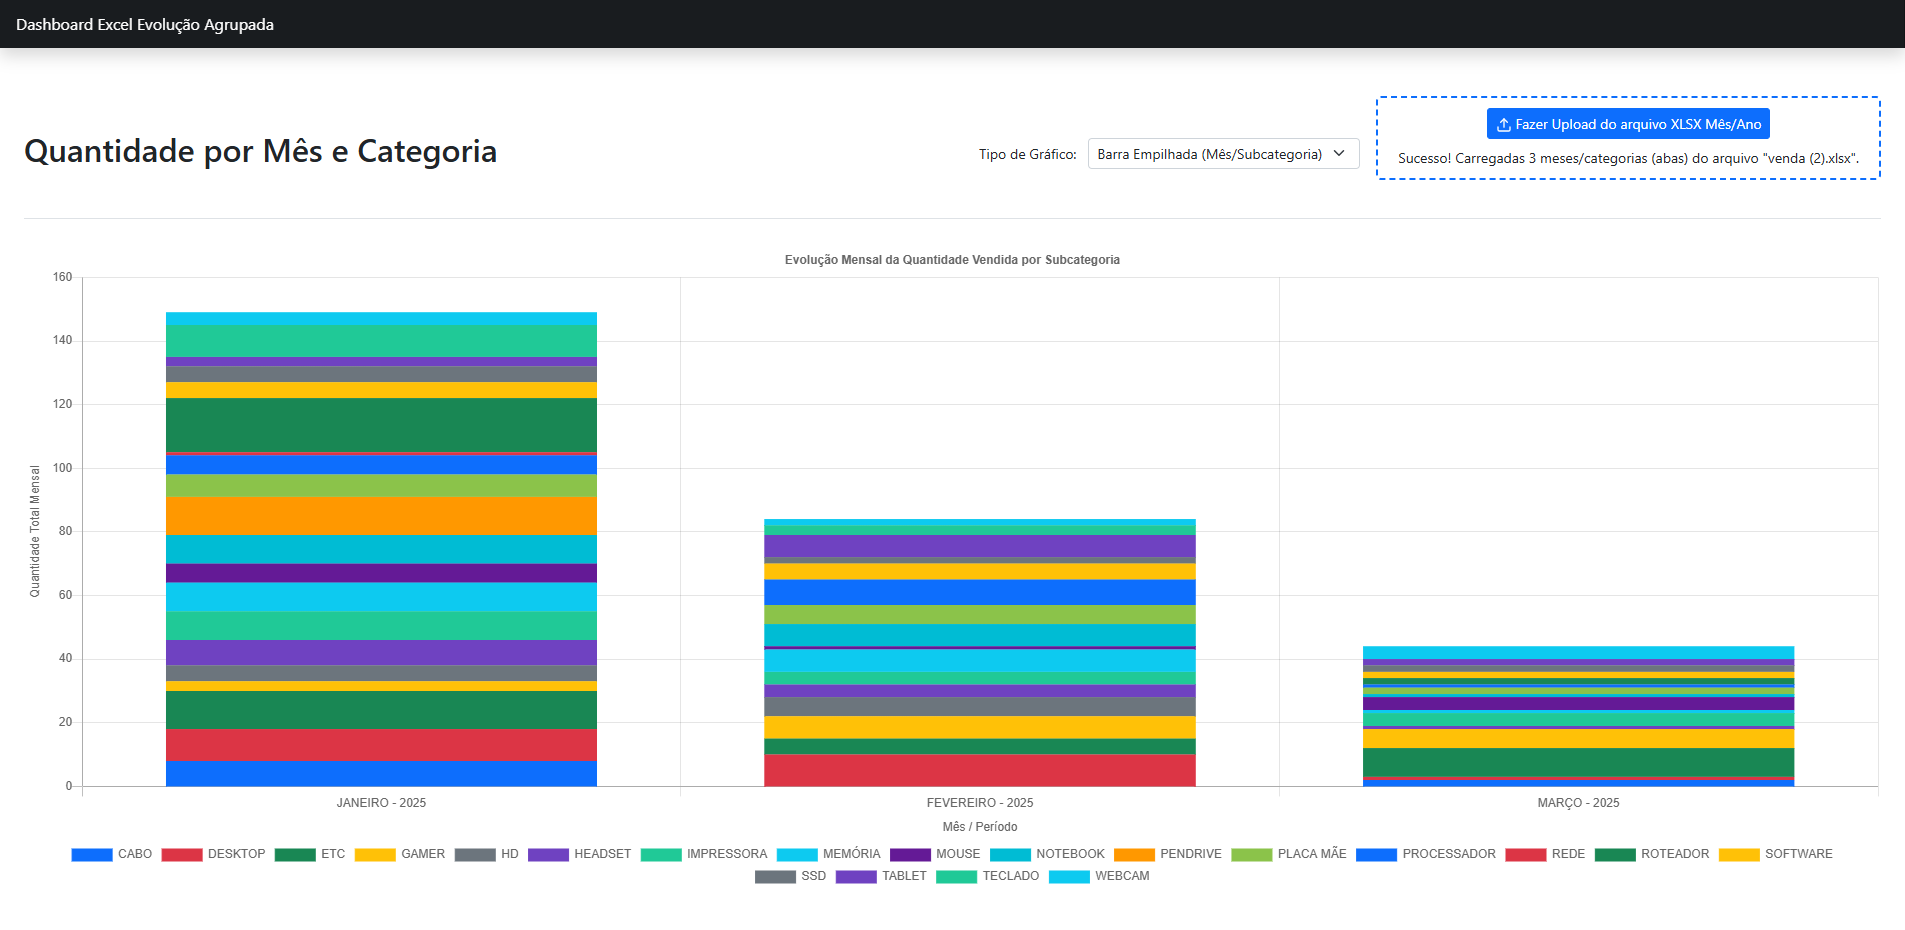 Dashboard Excel Evolução Agrupada
Fazer Upload do arquivo XLSX Mês/Ano
Quantidade por Mês e Categoria
Tipo de Gráfico:
Barra Empilhada (Mês/Subcategoria)
Sucesso! Carregadas 3 meses/categorias (abas) do arquivo "venda (2).xlsx".
Evolução Mensal da Quantidade Vendida por Subcategoria
Quantidade Total Mensal
160
140
120
100
80
60
40
20
0
JANEIRO - 2025 FEVEREIRO - 2025 MARÇO - 2025
Mês / Período
CABO DESKTOP ETC GAMER HD HEADSET IMPRESSORA MEMÓRIA MOUSE NOTEBOOK PENDRIVE PLACA MÃE PROCESSADOR REDE ROTEADOR SOFTWARE
SSD TABLET TECLADO WEBCAM